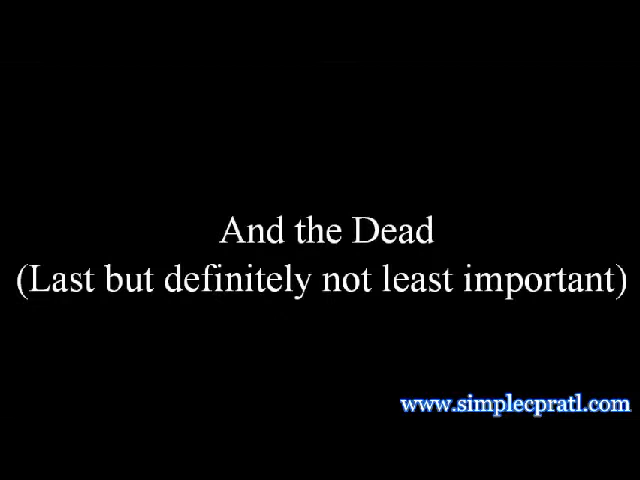 And the Dead
(Last but definitely not least important)
www.simplecpratl.com